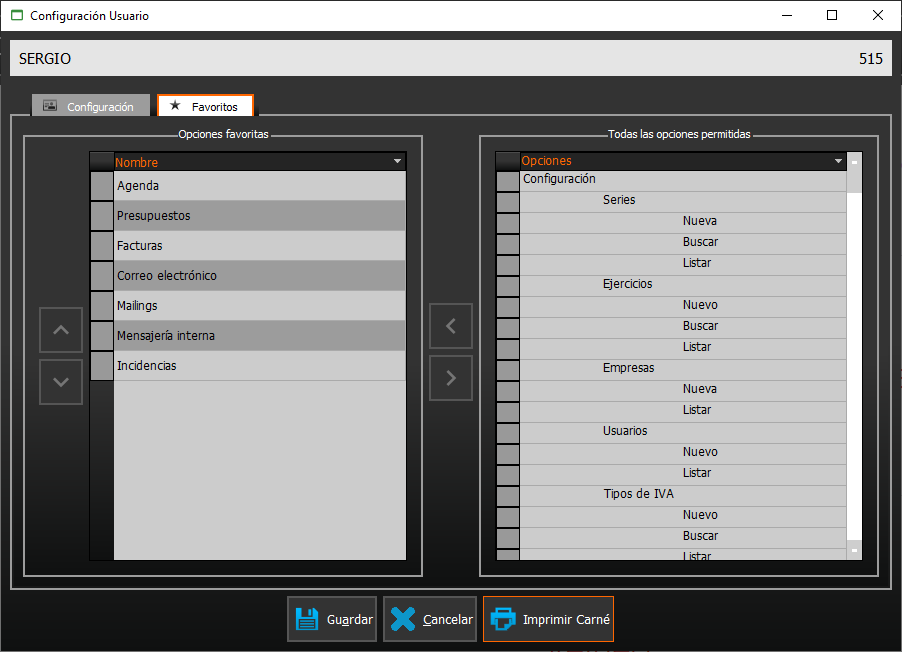 Configuración Usuario
SERGIO 515
Configuración Favoritos
Opciones favoritas
Nombre
Agenda
Presupuestos
Facturas
Correo electrónico
Mailings
Mensajería interna
Incidencias
Todas las opciones permitidas
Opciones
Configuración
Series
Nueva
Buscar
Listar
Ejercicios
Nuevo
Buscar
Listar
Empresas
Nueva
Listar
Usuarios
Nuevo
Listar
Tipos de IVA
Nuevo
Buscar
Listar
Guardar Cancelar Imprimir Carné